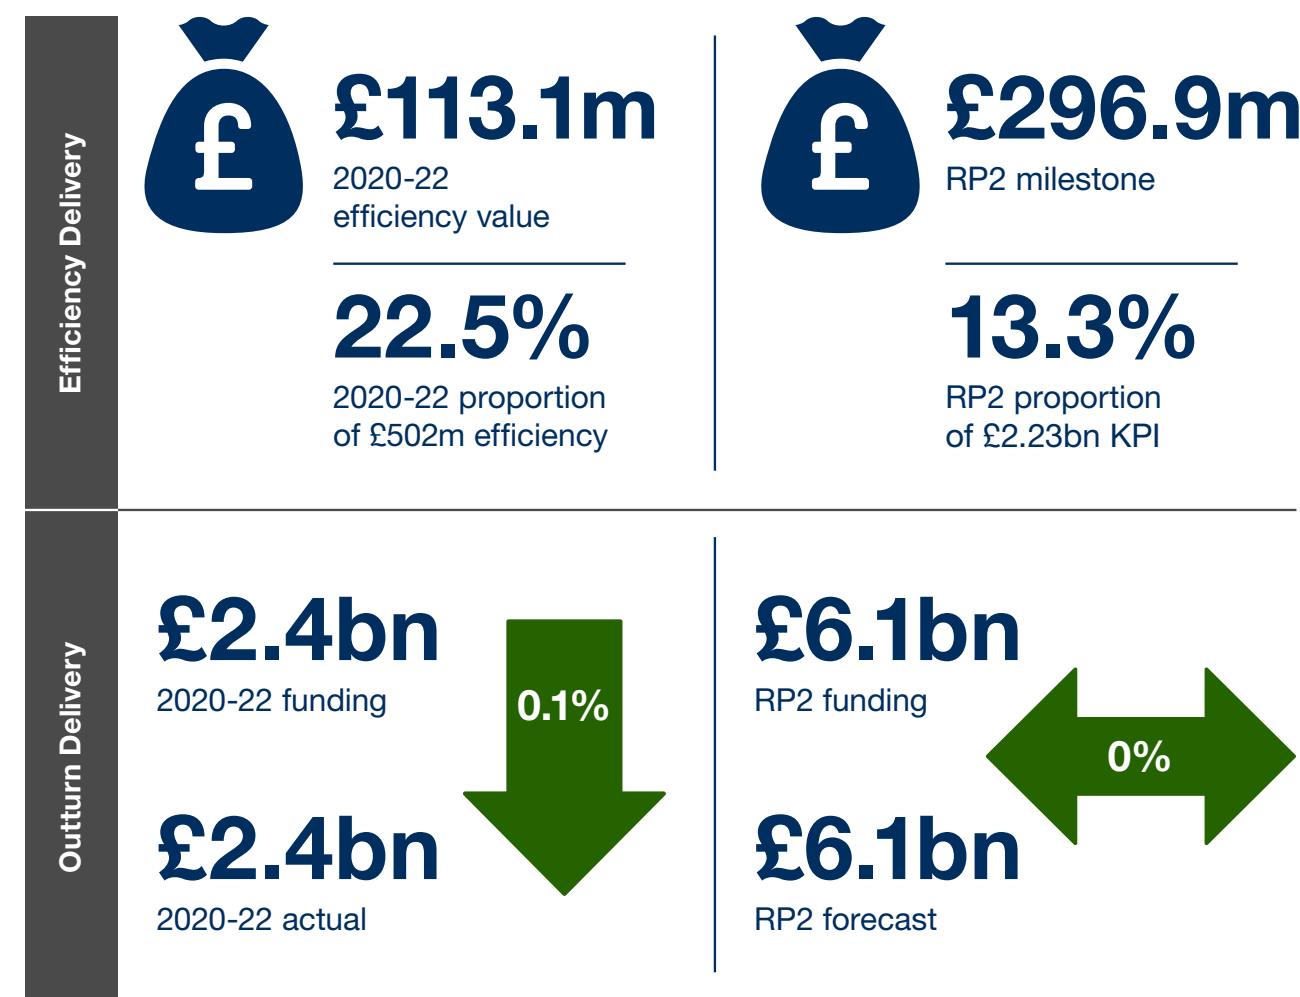 Efficiency Delivery
£
£113.1m
2020-22
efficiency value
22.5%
2020-22 proportion
of £502m efficiency
£
£296.9m
RP2 milestone
13.3%
RP2 proportion
of £2.23bn KPI
Outturn Delivery
£2.4bn
2020-22 funding
0.1%
£2.4bn
2020-22 actual
£6.1bn
RP2 funding
0%
£6.1bn
RP2 forecast